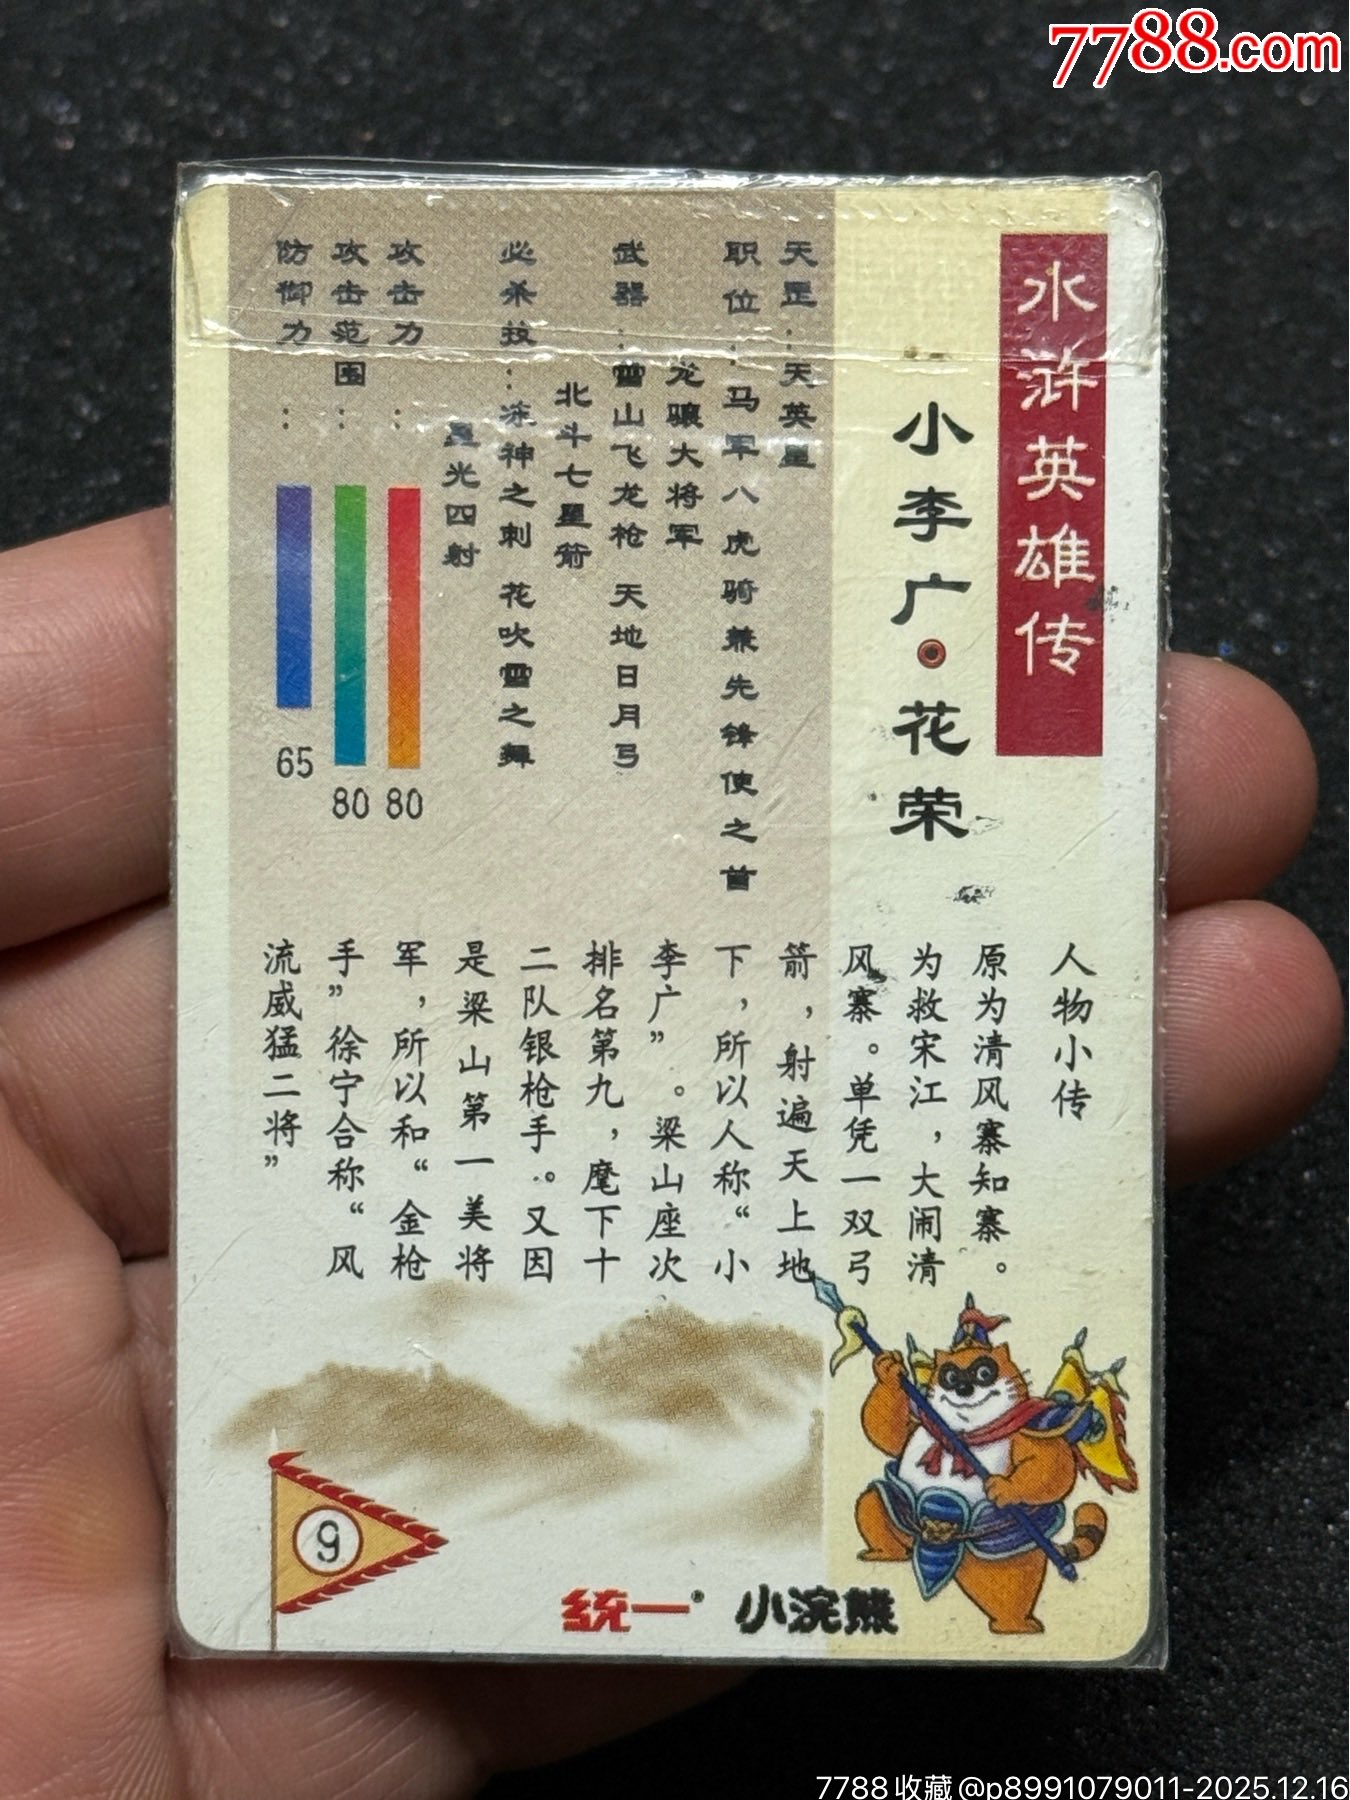 7788.com
水浒英雄传
小李广·花荣
天罡：天英星
职位：马军八虎骑兼先锋使之首
龙骧大将军
武器：雪山飞龙枪 天地日月弓
北斗七星箭
必杀技：冻神之刺 花吹雪之舞
星光四射
攻击力：80
攻击范围：80
防御力：65
人物小传
原为清风寨知寨。
为救宋江，大闹清
风寨。单凭一双弓
箭，射遍天上地
下，所以人称“小
李广”。梁山座次
排名第九，麾下十
二队银枪手。又因
是梁山第一美将
军，所以和“金枪
手”徐宁合称“风
流威猛二将”
9
统一 小浣熊
7788收藏@p8991079011-2025.12.16